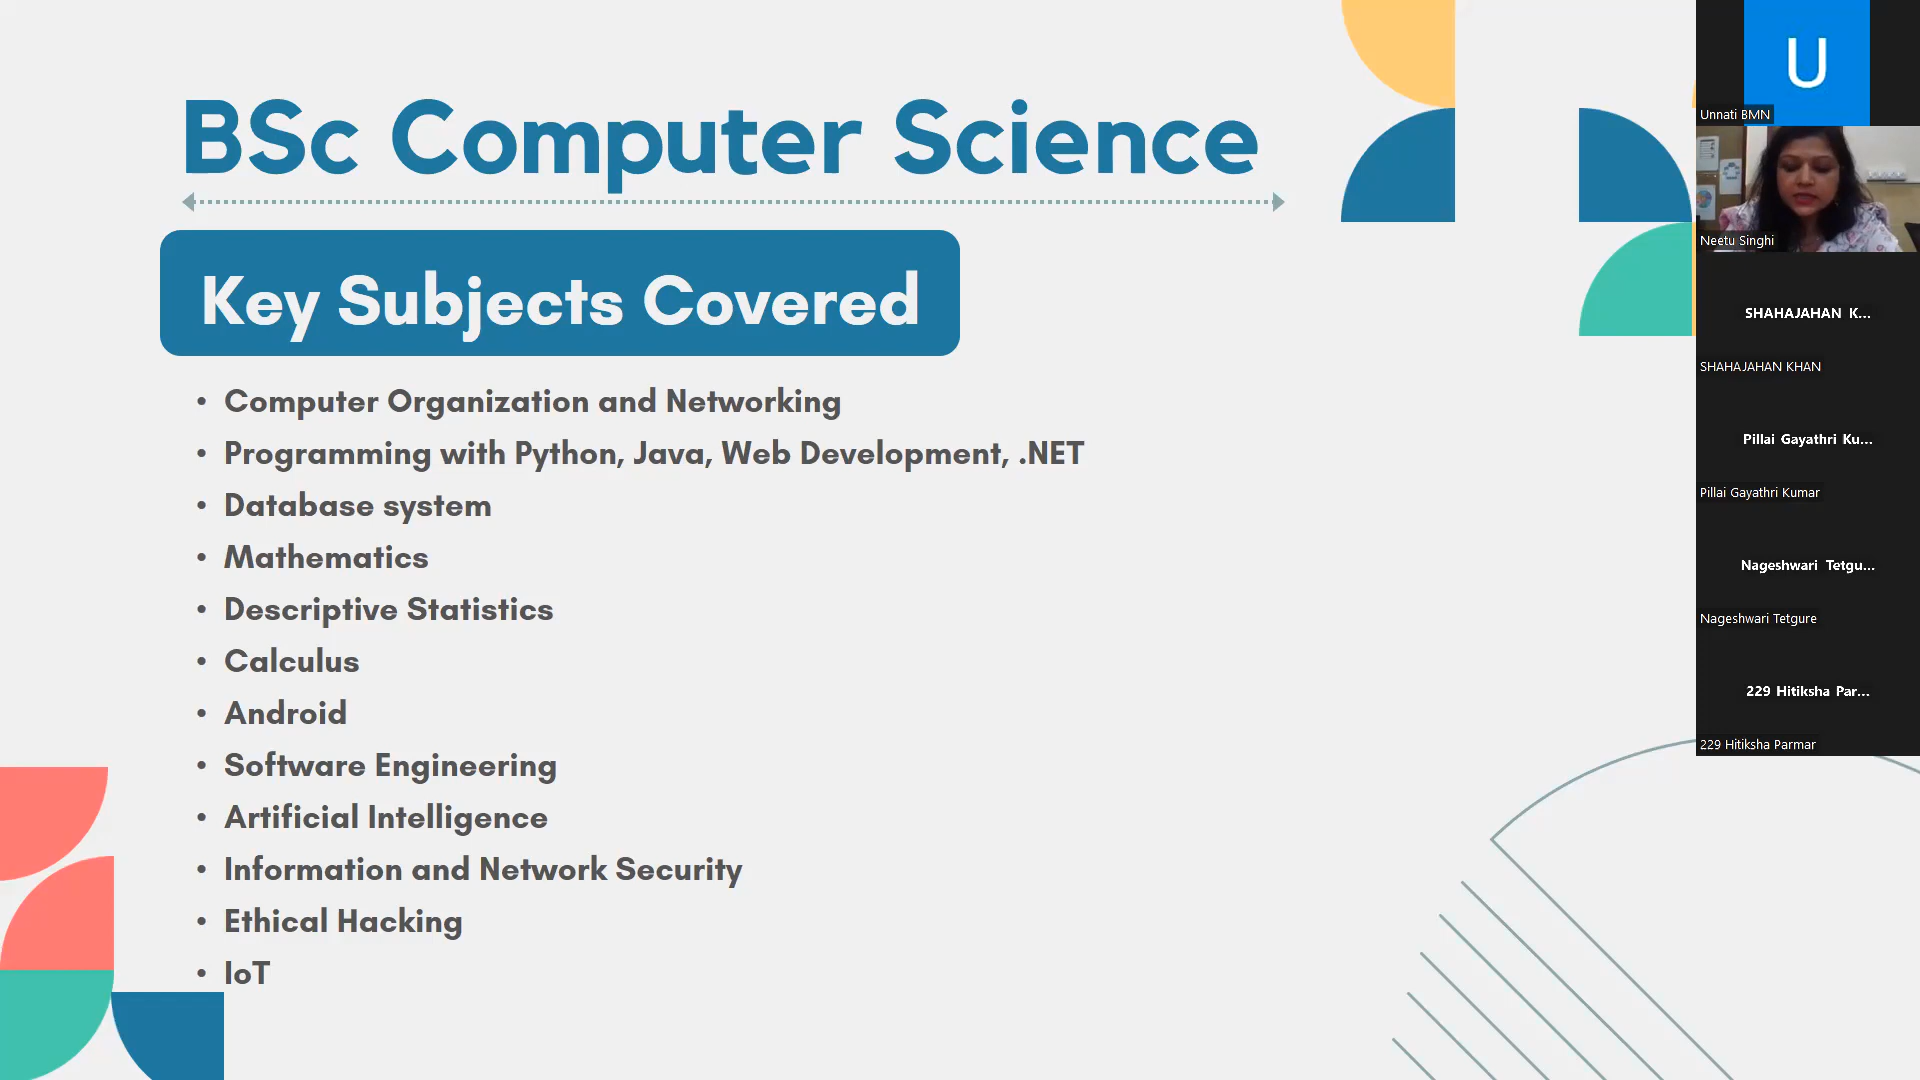 BSc Computer Science
Key Subjects Covered
• Computer Organization and Networking
• Programming with Python, Java, Web Development, .NET
• Database system
• Mathematics
• Descriptive Statistics
• Calculus
• Android
• Software Engineering
• Artificial Intelligence
• Information and Network Security
• Ethical Hacking
• IoT
U
Unnati BMN
Neetu Singhi
SHAHAJAHAN K...
SHAHAJAHAN KHAN
Pillai Gayathri Ku...
Pillai Gayathri Kumar
Nageshwari Tetgu...
Nageshwari Tetgure
229 Hitiksha Par...
229 Hitiksha Parmar